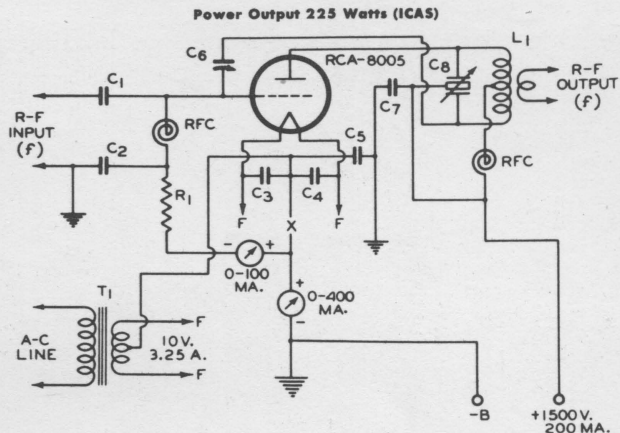 Power Output 225 Watts (ICAS)
C6
RCA-8005
L1
C1
C8
R-F
INPUT
(f)
RFC
C7
R-F
OUTPUT
(f)
C2
C5
RFC
C3
C4
R1
F
F
X
- +
0-100
MA.
+
0-400
MA.
-
T1
A-C
LINE
F
10 V.
3.25 A.
F
-B
+1500 V.
200 MA.